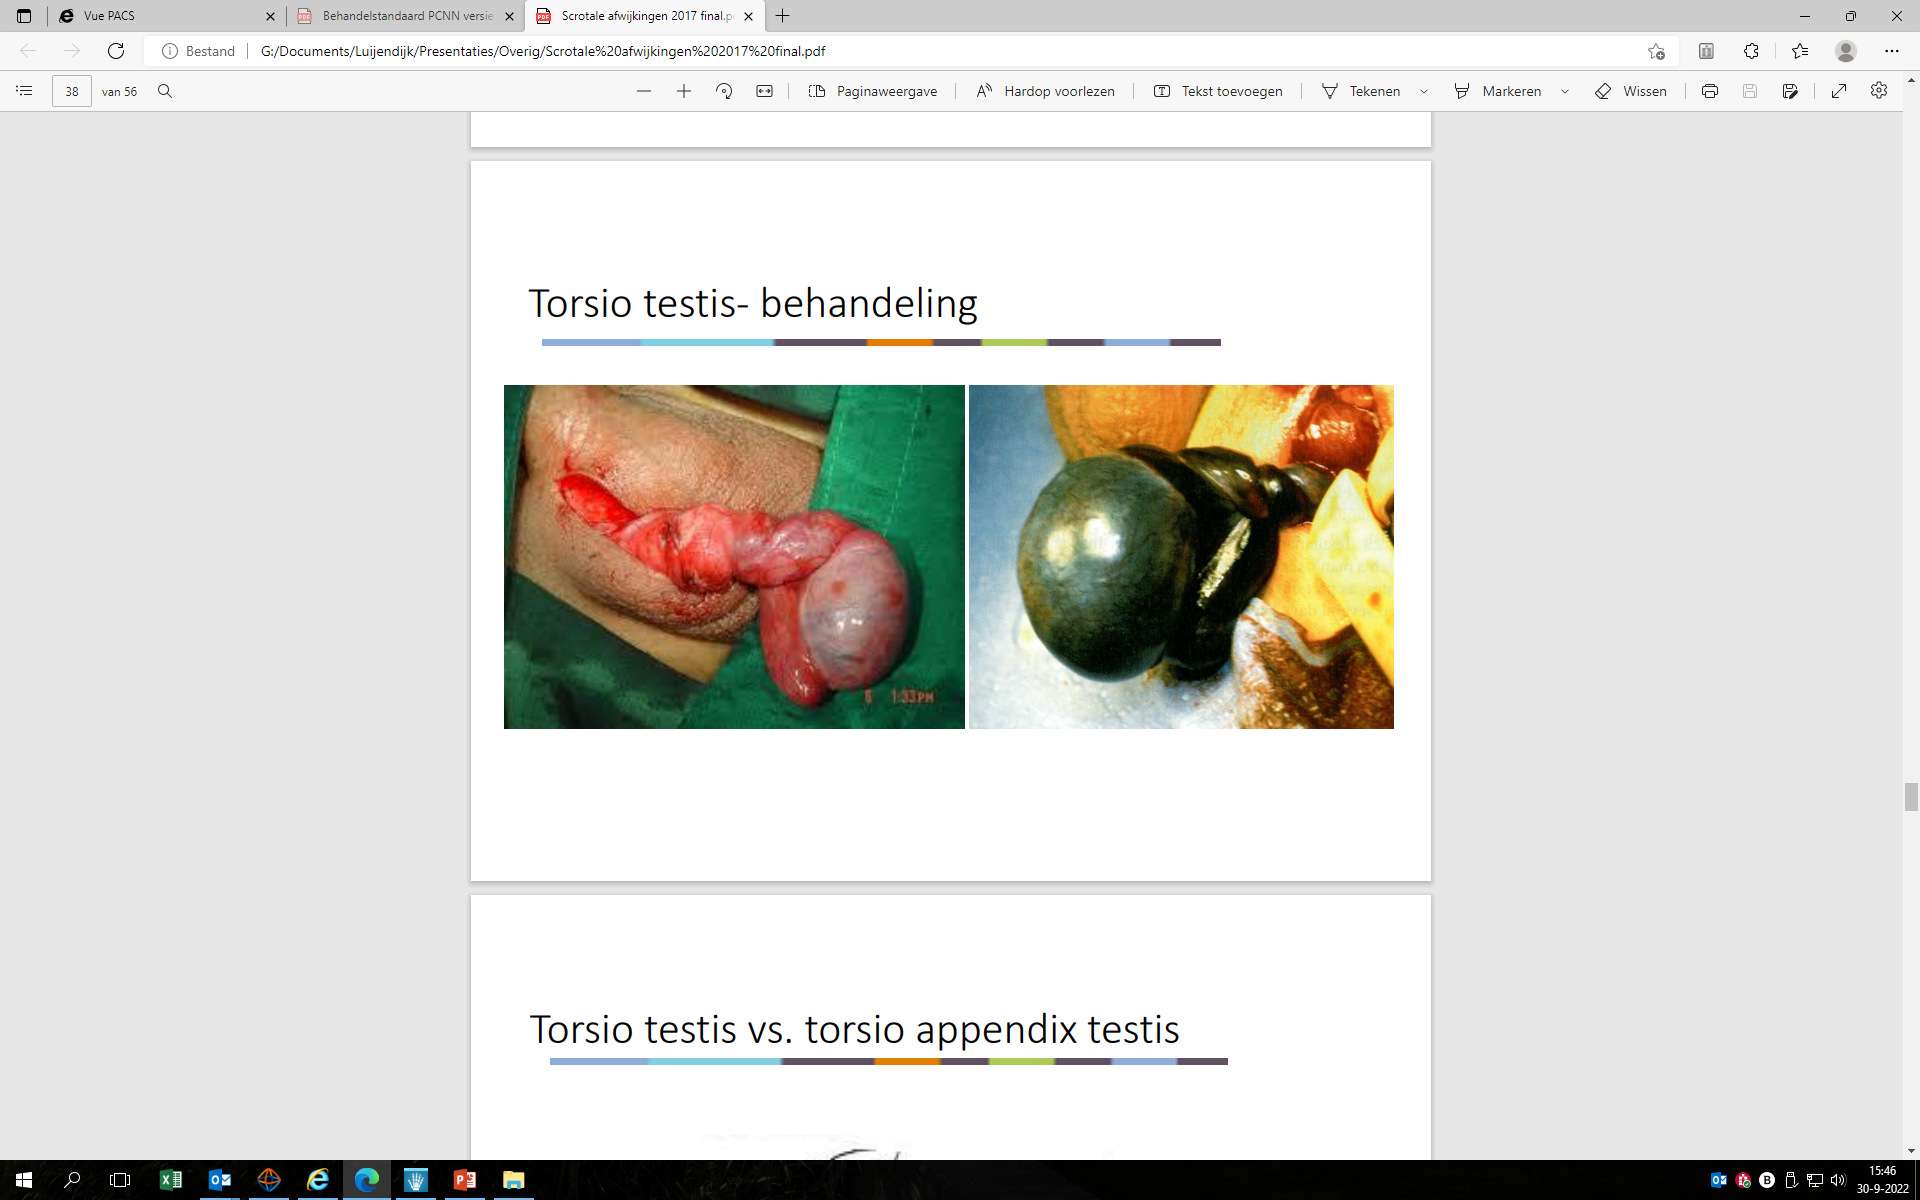 Vue PACS
Behandelstandaard PCNN versie
Scrotale afwijkingen 2017 final.p
Bestand
G:/Documents/Luijendijk/Presentaties/Overig/Scrotale%20afwijkingen%202017%20final.pdf
38 van 56
Paginaweergave
Hardop voorlezen
Tekst toevoegen
Tekenen
Markeren
Wissen
Torsio testis- behandeling
1:33PM
Torsio testis vs. torsio appendix testis
15:46
30-9-2022